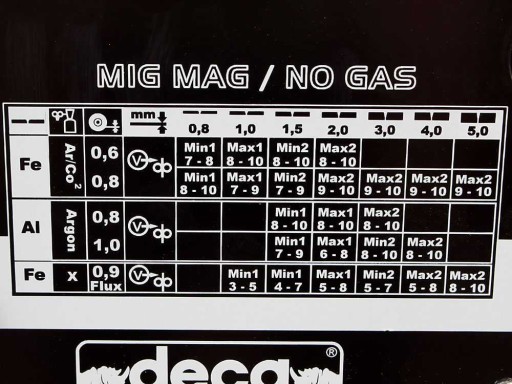 MIG MAG / NO GAS
mm
0,8 1,0 1,5 2,0 3,0 4,0 5,0
Fe Ar/Co2 0,6 V Min1 Max1 Min2 Max2
7 - 8 8 - 10 8 - 10 8 - 10
0,8 Min1 Max1 Min2 Max2 Max2 Max2 Max2
8 - 10 7 - 9 7 - 9 9 - 10 9 - 10 9 - 10 9 - 10
Al Argon 0,8 V Min1 Max1 Max2
8 - 10 8 - 10 8 - 10
1,0 Min1 Max1 Min2 Max2
7 - 9 6 - 8 8 - 10 8 - 10
Fe x 0,9 V Min1 Min1 Max1 Min2 Max2 Max2
Flux 3 - 5 4 - 7 5 - 8 5 - 7 5 - 8 8 - 10
deca ®